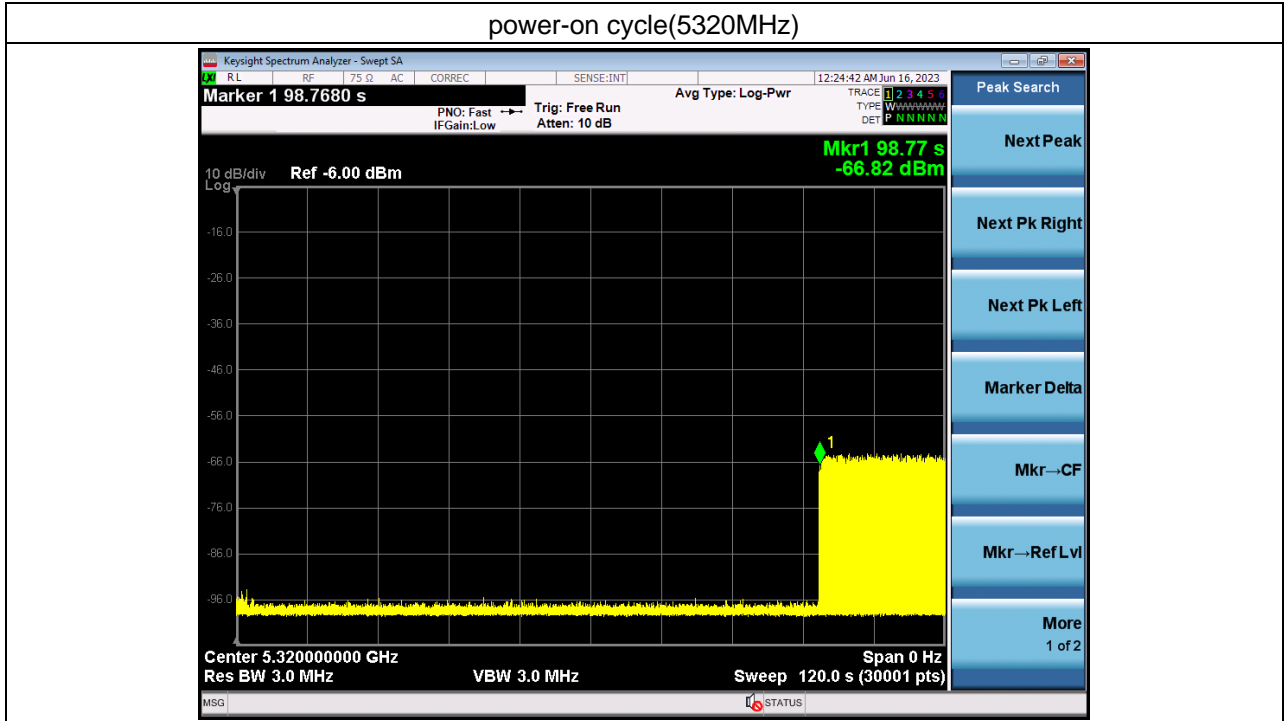 power-on cycle(5320MHz)
Keysight Spectrum Analyzer - Swept SA
LXI RL RF 75 Ω AC CORREC SENSE:INT 12:24:42 AM Jun 16, 2023
Marker 1 98.7680 s
PNO: Fast
IFGain:Low
Trig: Free Run
Atten: 10 dB
Avg Type: Log-Pwr
TRACE 1 2 3 4 5 6
TYPE WWWWWW
DET P N N N N N
Peak Search
Mkr1 98.77 s
-66.82 dBm
10 dB/div Ref -6.00 dBm
Log
-16.0
-26.0
-36.0
-46.0
-56.0
-66.0
-76.0
-86.0
-96.0
1
Next Peak
Next Pk Right
Next Pk Left
Marker Delta
Mkr→CF
Mkr→Ref Lvl
More
1 of 2
Center 5.320000000 GHz Span 0 Hz
Res BW 3.0 MHz VBW 3.0 MHz Sweep 120.0 s (30001 pts)
MSG STATUS